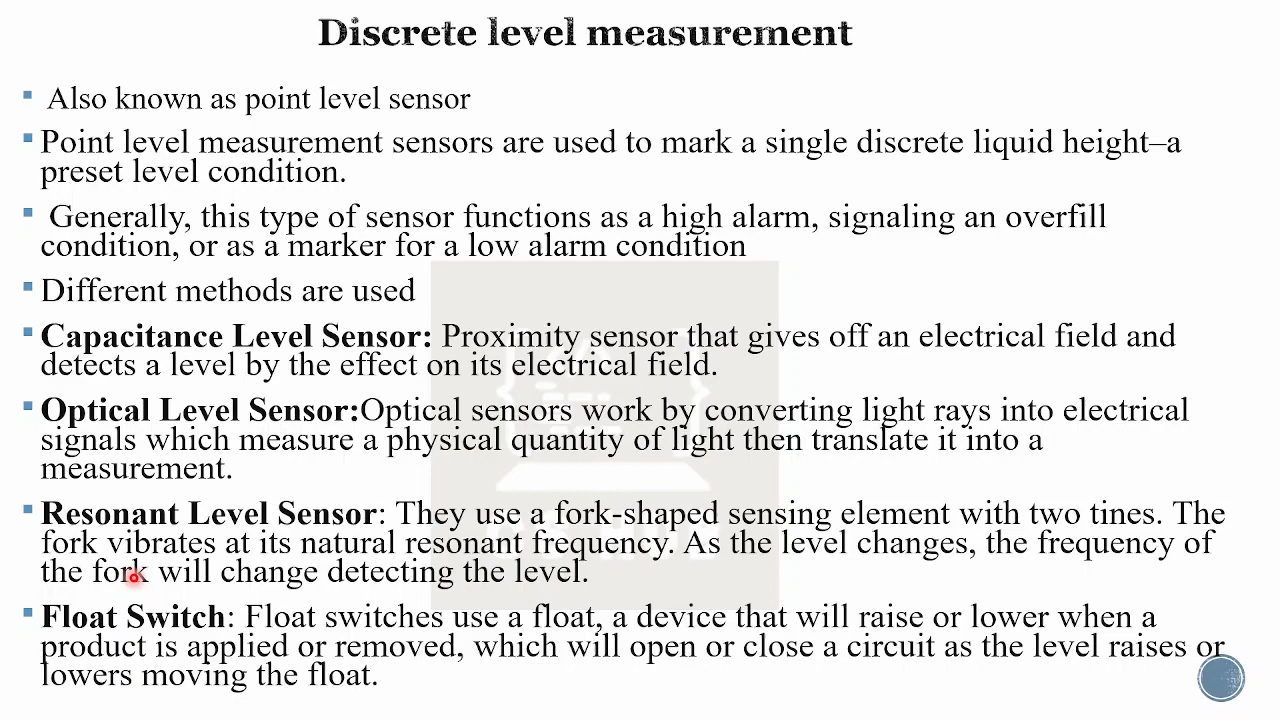 Discrete level measurement
Also known as point level sensor
Point level measurement sensors are used to mark a single discrete liquid height–a
preset level condition.
Generally, this type of sensor functions as a high alarm, signaling an overfill
condition, or as a marker for a low alarm condition
Different methods are used
Capacitance Level Sensor: Proximity sensor that gives off an electrical field and
detects a level by the effect on its electrical field.
Optical Level Sensor:Optical sensors work by converting light rays into electrical
signals which measure a physical quantity of light then translate it into a
measurement.
Resonant Level Sensor: They use a fork-shaped sensing element with two tines. The
fork vibrates at its natural resonant frequency. As the level changes, the frequency of
the fork will change detecting the level.
Float Switch: Float switches use a float, a device that will raise or lower when a
product is applied or removed, which will open or close a circuit as the level raises or
lowers moving the float.